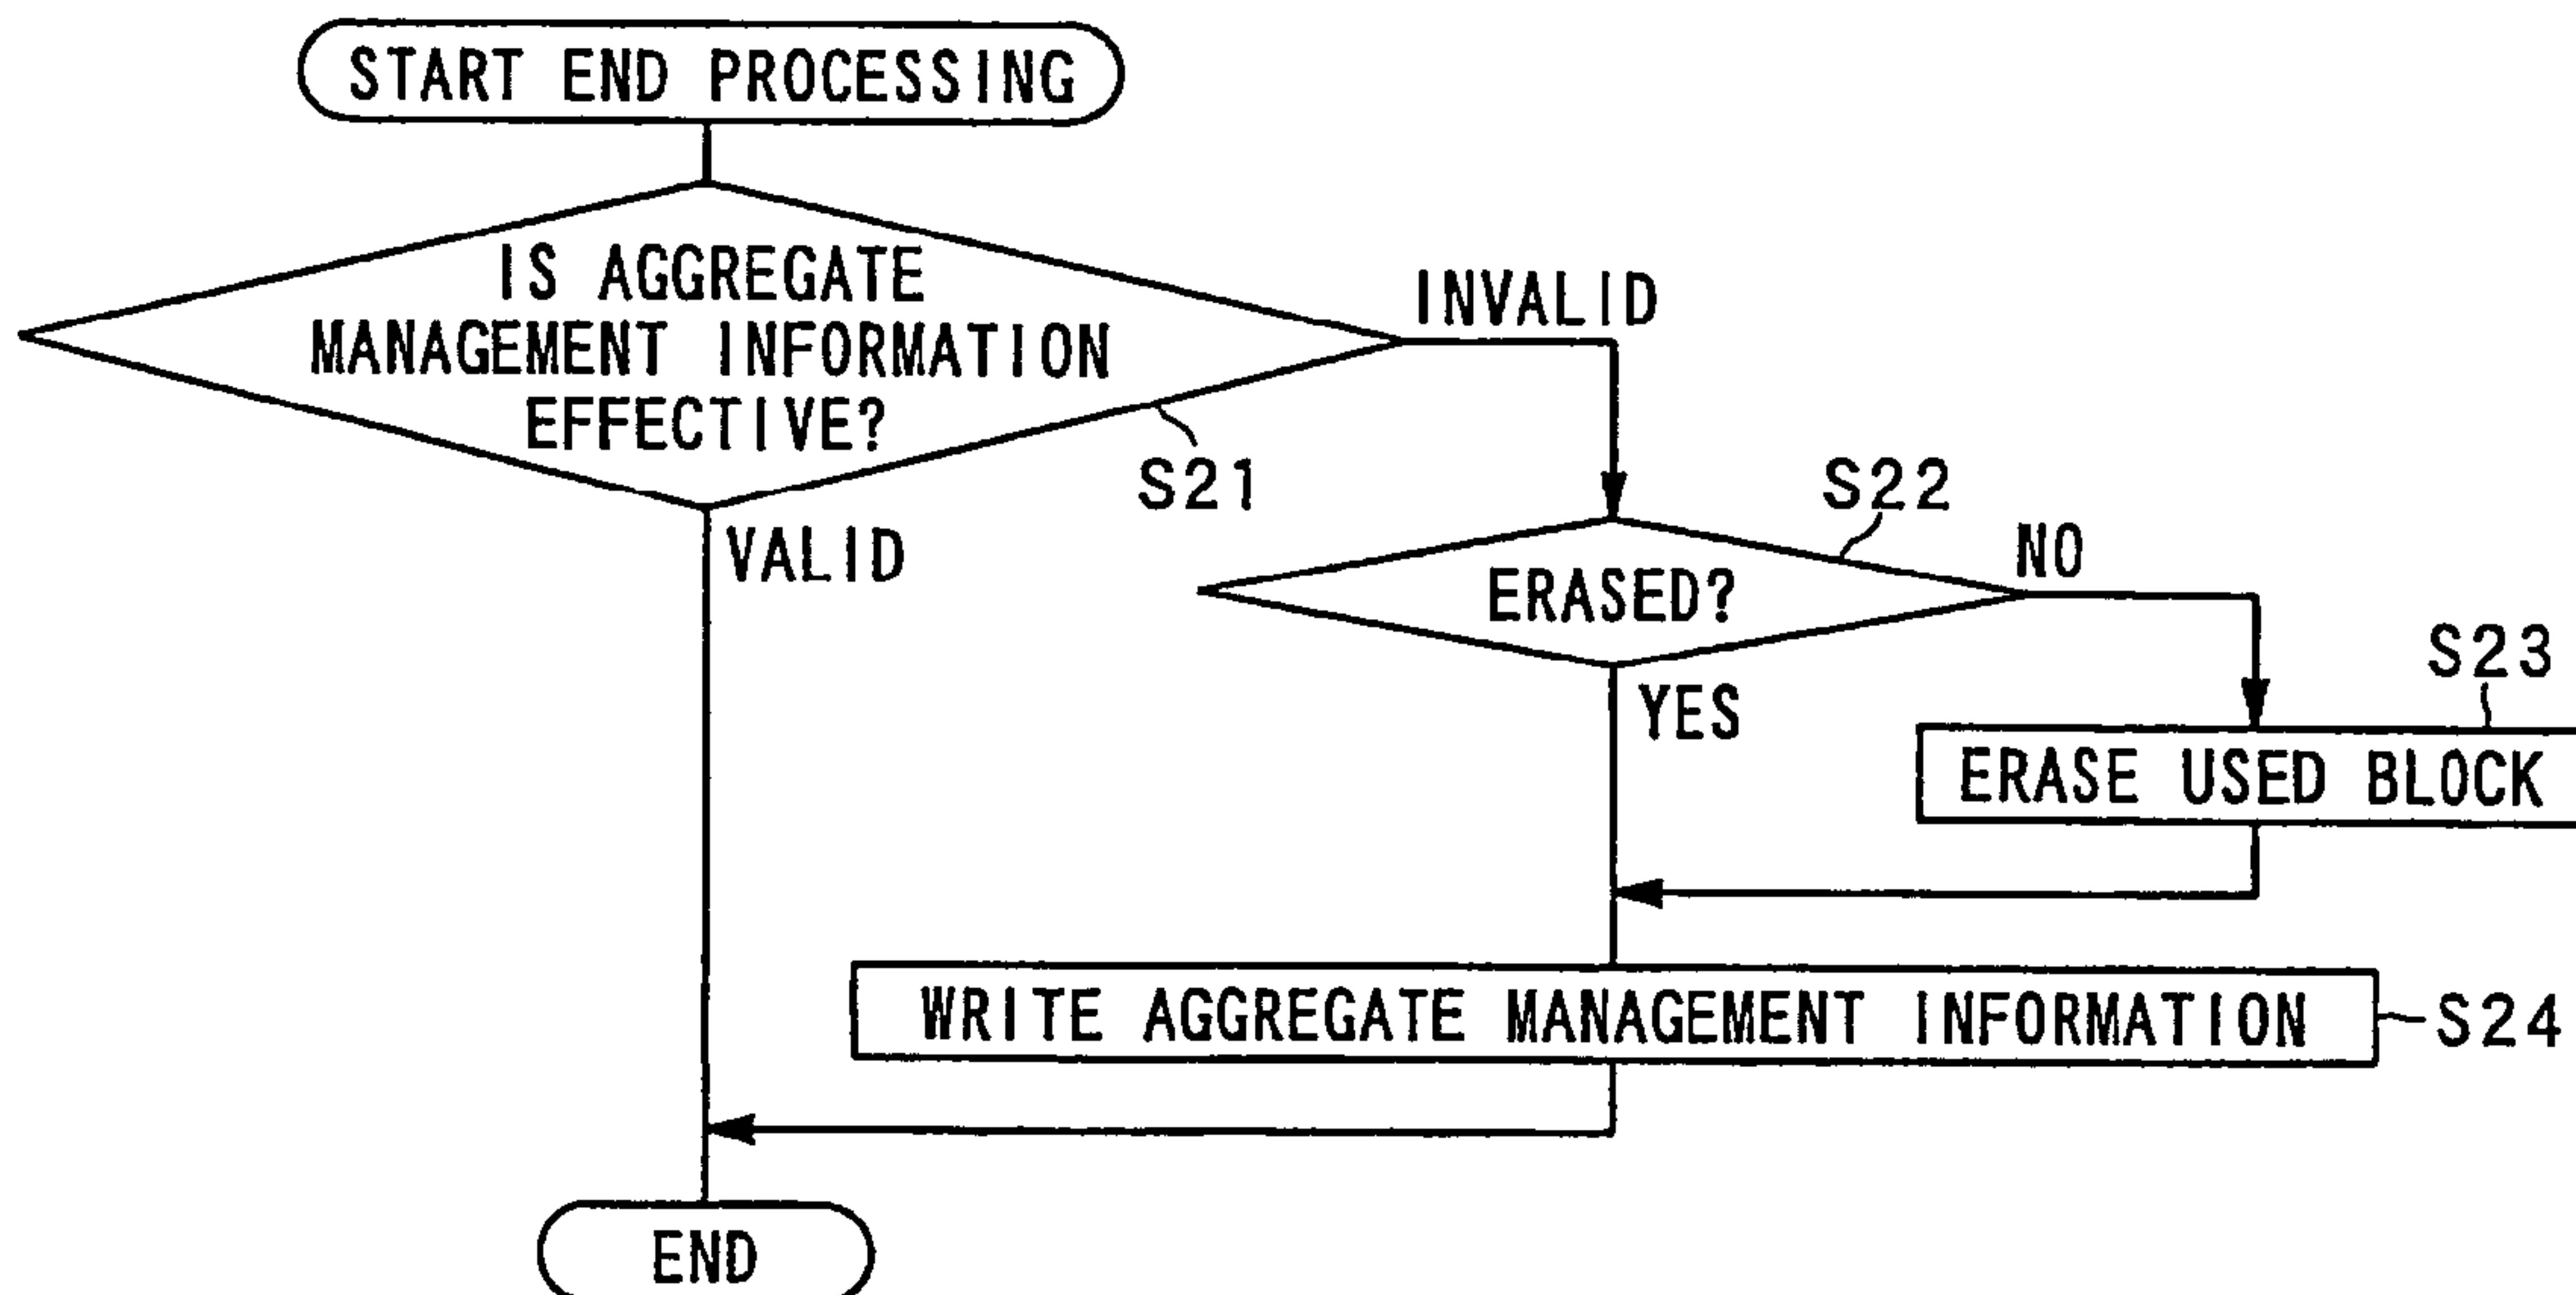 START END PROCESSING
IS AGGREGATE
MANAGEMENT INFORMATION
EFFECTIVE?
INVALID
S21
VALID
S22
ERASED?
NO
YES
S23
ERASE USED BLOCK
WRITE AGGREGATE MANAGEMENT INFORMATION
S24
END